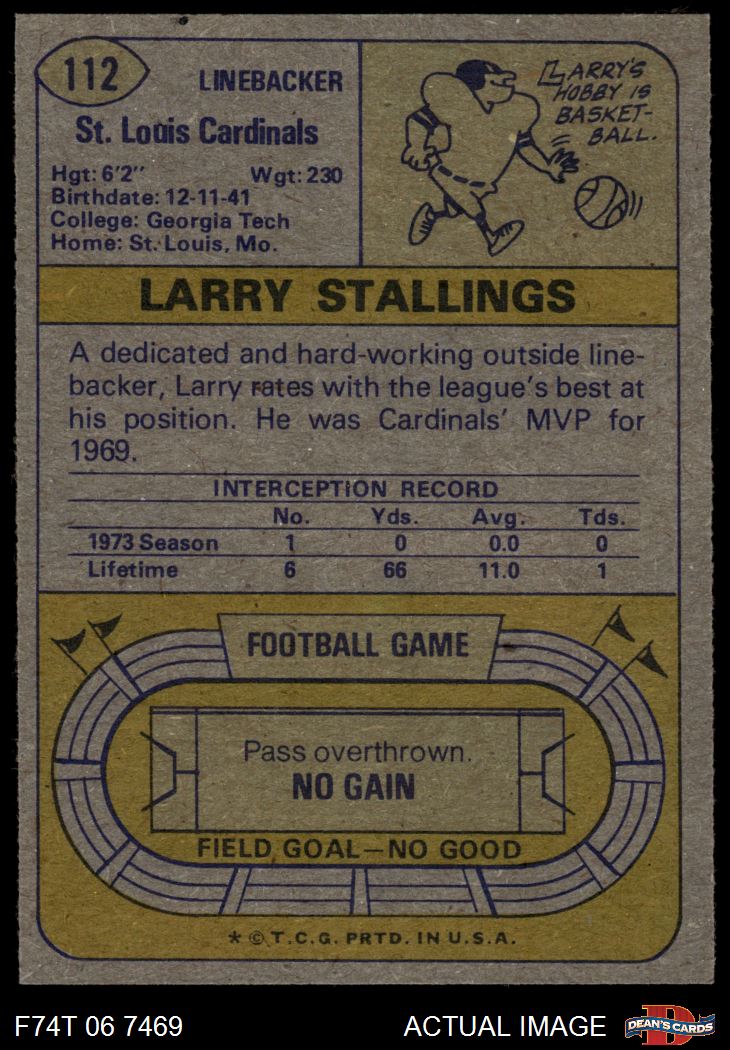 112
LINEBACKER
St. Louis Cardinals
Hgt: 6'2" Wgt: 230
Birthdate: 12-11-41
College: Georgia Tech
Home: St. Louis, Mo.
LARRY'S
HOBBY IS
BASKET-
BALL.
LARRY STALLINGS
A dedicated and hard-working outside line-
backer, Larry rates with the league's best at
his position. He was Cardinals' MVP for
1969.
INTERCEPTION RECORD
No. Yds. Avg. Tds.
1973 Season 1 0 0.0 0
Lifetime 6 66 11.0 1
FOOTBALL GAME
Pass overthrown.
NO GAIN
FIELD GOAL—NO GOOD
* © T.C.G. PRTD. IN U.S.A.
F74T 06 7469 ACTUAL IMAGE
D
DEAN'S CARDS